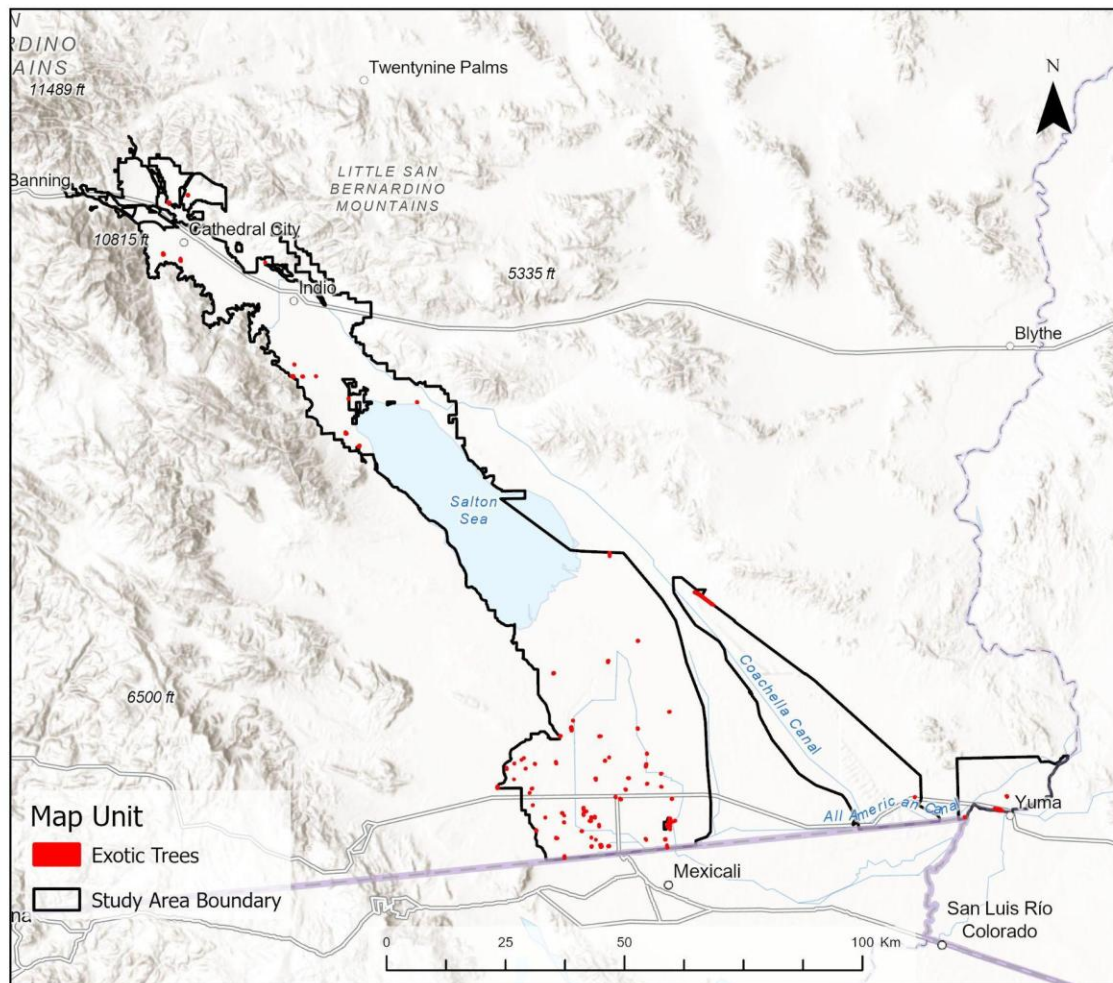 N
RDINO
AINS
11489 ft
Twentynine Palms
N
Banning
LITTLE SAN
BERNARDINO
MOUNTAINS
10815 ft
Cathedral City
5335 ft
Indio
Blythe
Salton
Sea
6500 ft
Coachella Canal
All American Canal
Yuma
Map Unit
Exotic Trees
Study Area Boundary
na
Mexicali
San Luis Río
Colorado
0 25 50 100 Km